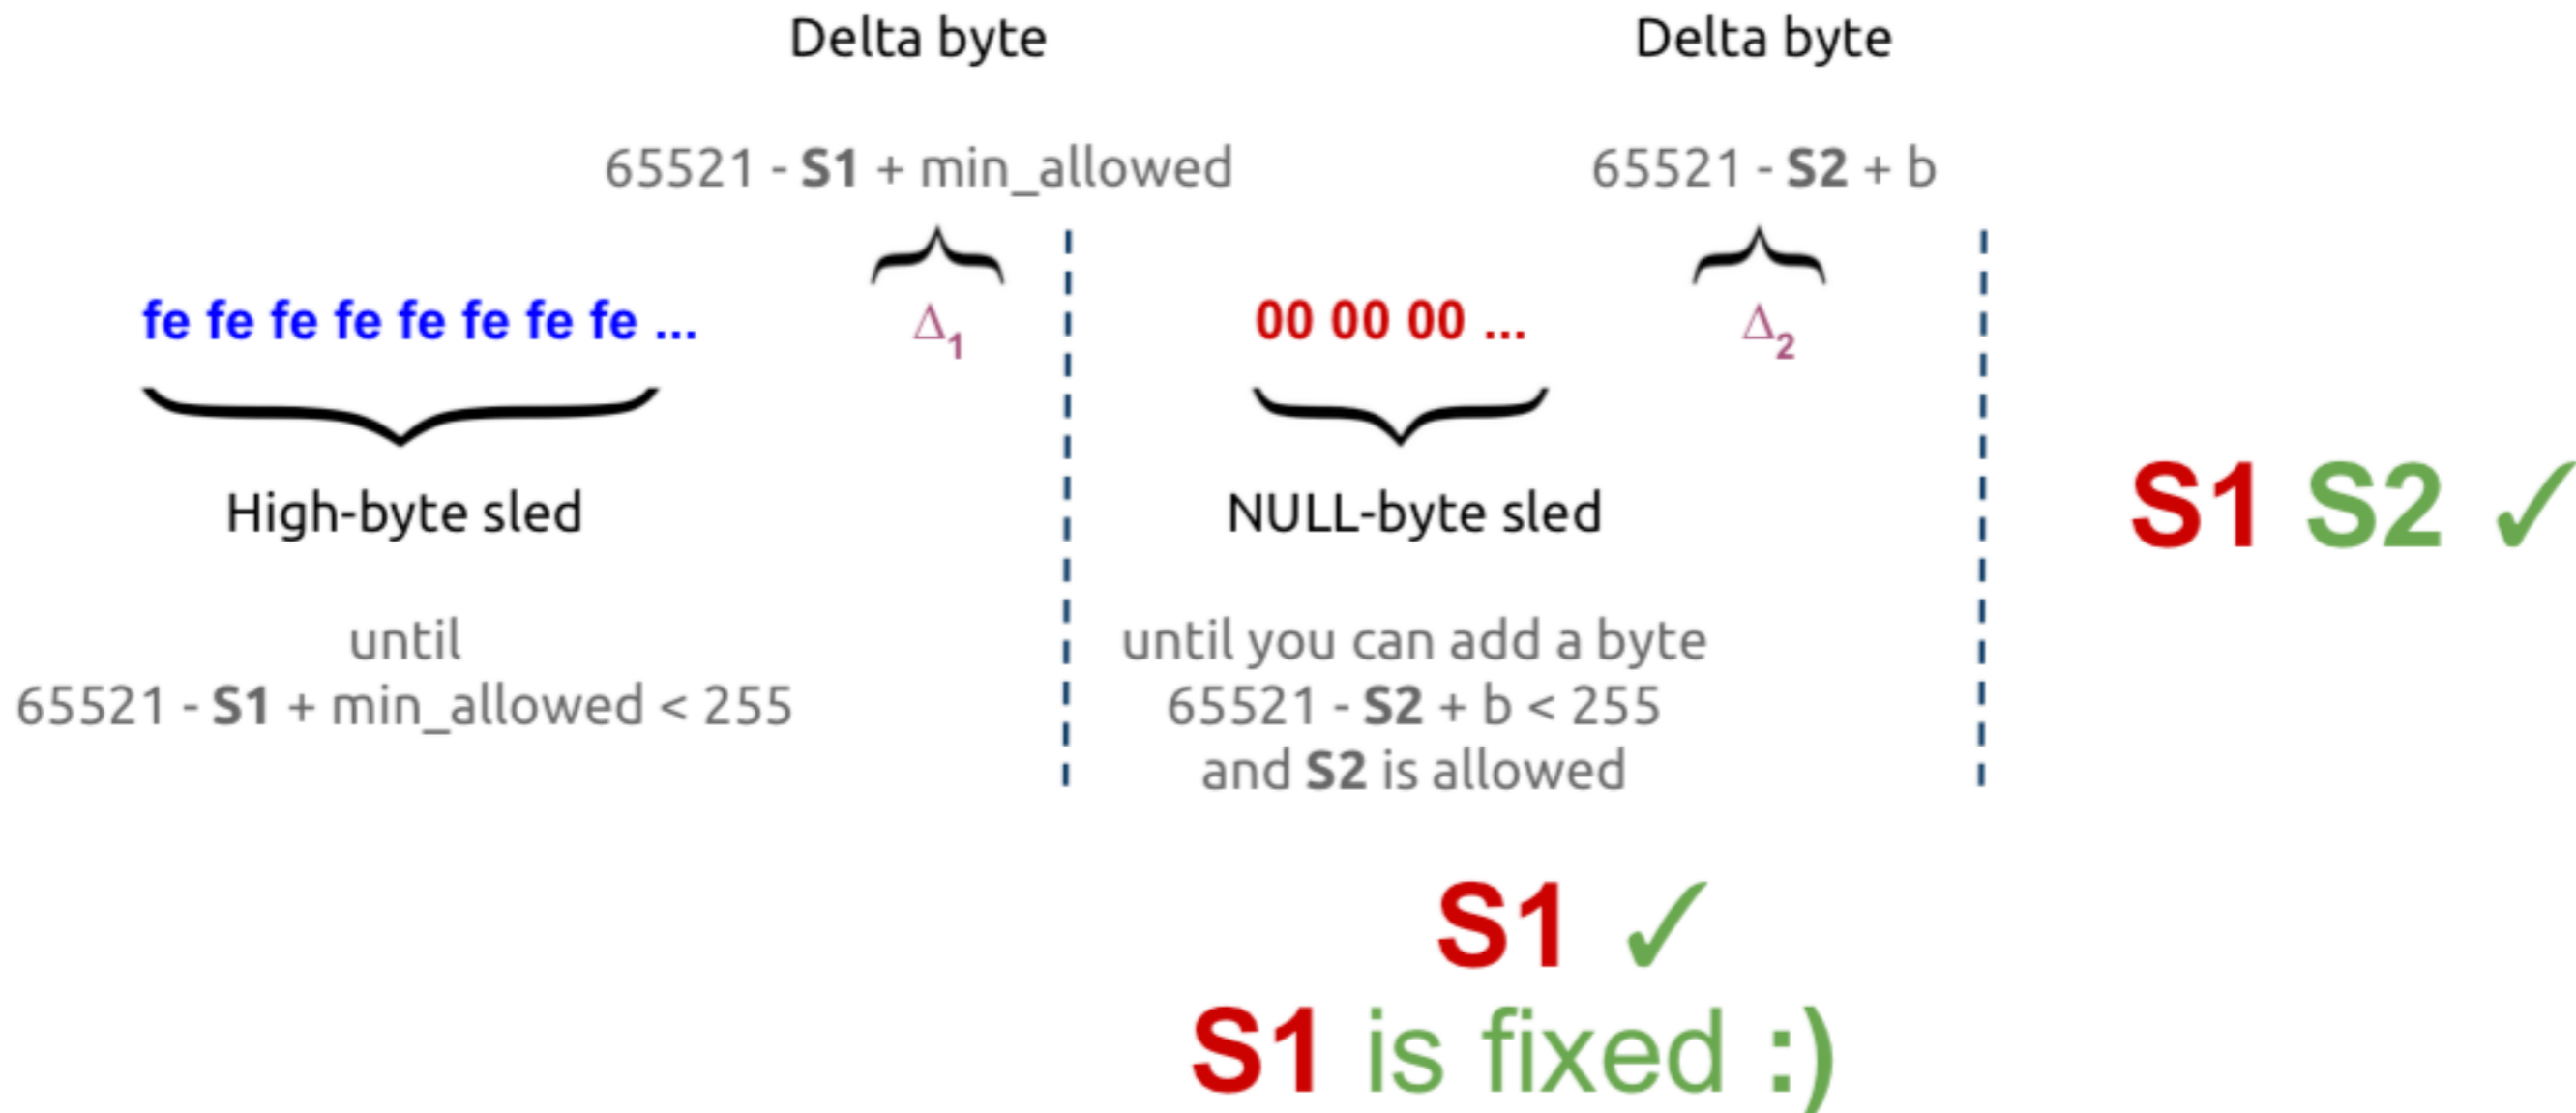 Delta byte
65521 - S1 + min_allowed
fe fe fe fe fe fe fe fe ...
Δ1
High-byte sled
until
65521 - S1 + min_allowed < 255
Delta byte
65521 - S2 + b
00 00 00 ...
Δ2
NULL-byte sled
until you can add a byte
65521 - S2 + b < 255
and S2 is allowed
S1 S2 ✓
S1 ✓
S1 is fixed :)